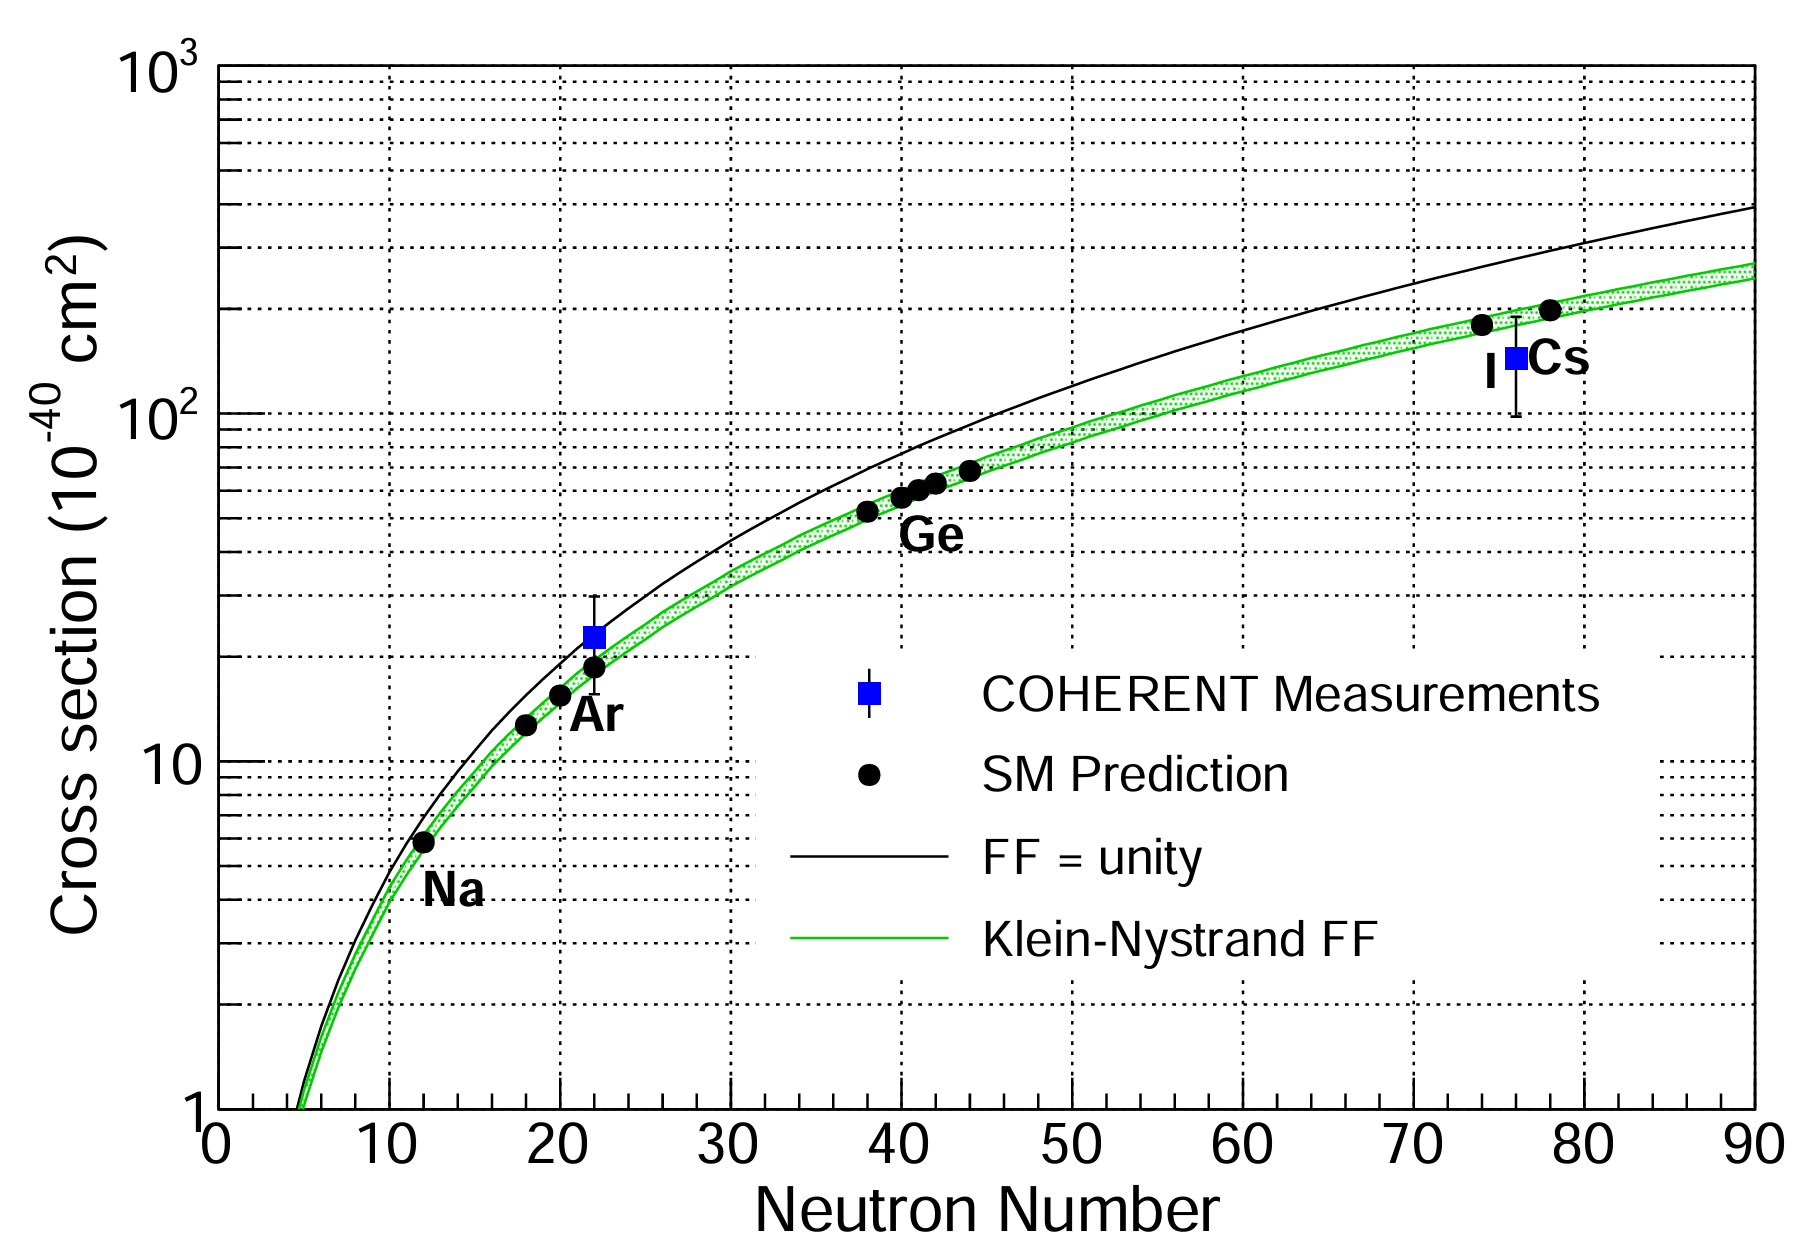 10³
10²
10
1
Cross section (10⁻⁴⁰ cm²)
I
Cs
Ge
Ar
Na
COHERENT Measurements
SM Prediction
FF = unity
Klein-Nystrand FF
0 10 20 30 40 50 60 70 80 90
Neutron Number